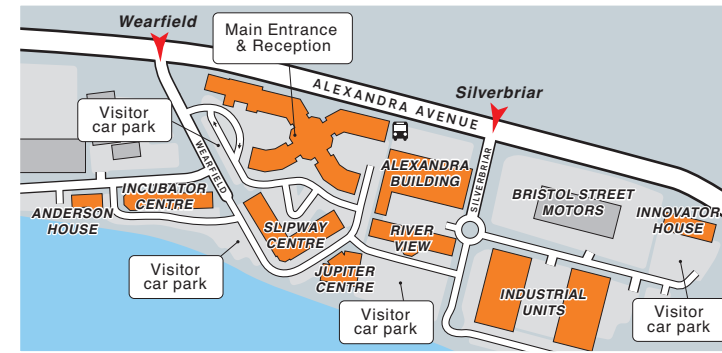 Wearfield
Main Entrance
& Reception
ALEXANDRA AVENUE
Silverbriar
Visitor
car park
WEARFIELD
ALEXANDRA
BUILDING
SILVERBRIAR
INCUBATOR
CENTRE
ANDERSON
HOUSE
SLIPWAY
CENTRE
RIVER
VIEW
BRISTOL STREET
MOTORS
INNOVATOR
HOUSE
Visitor
car park
JUPITER
CENTRE
Visitor
car park
INDUSTRIAL
UNITS
Visitor
car park